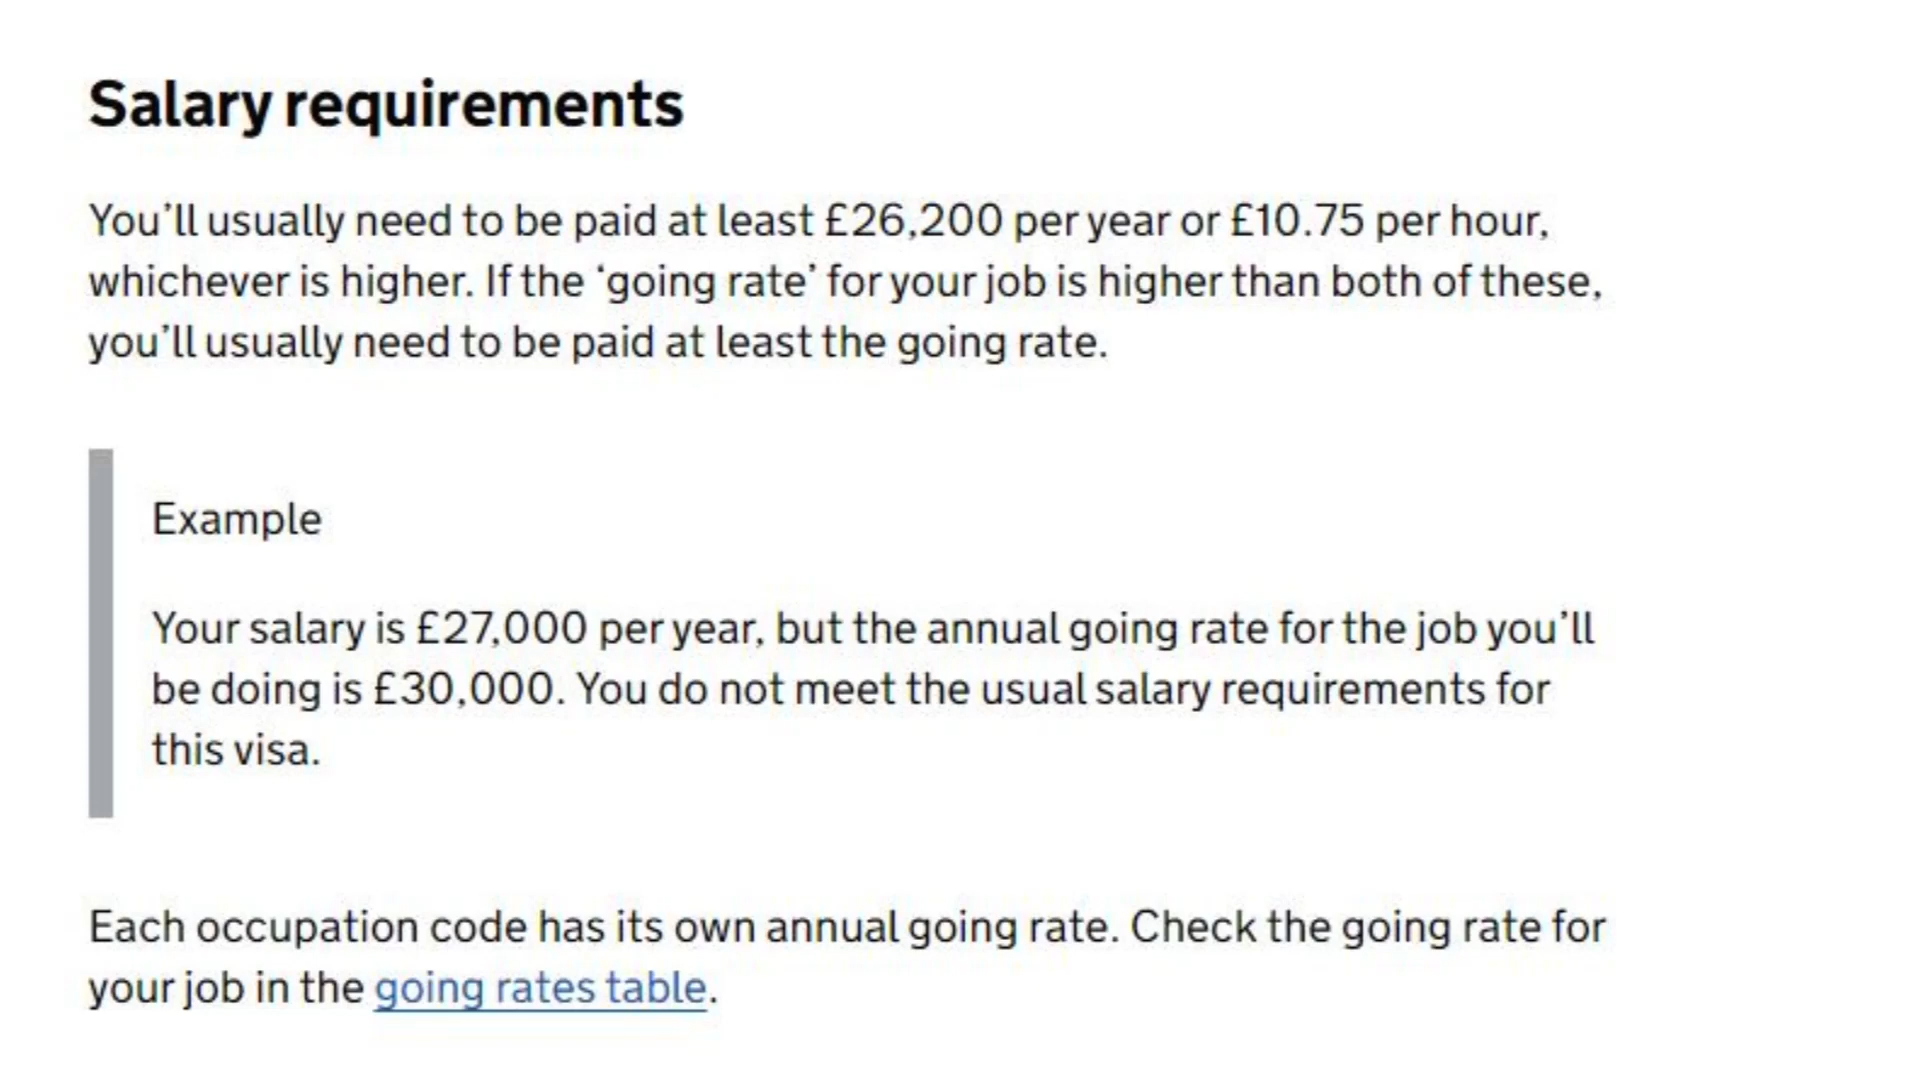 Salary requirements
You’ll usually need to be paid at least £26,200 per year or £10.75 per hour,
whichever is higher. If the ‘going rate’ for your job is higher than both of these,
you’ll usually need to be paid at least the going rate.
Example
Your salary is £27,000 per year, but the annual going rate for the job you’ll
be doing is £30,000. You do not meet the usual salary requirements for
this visa.
Each occupation code has its own annual going rate. Check the going rate for
your job in the going rates table.